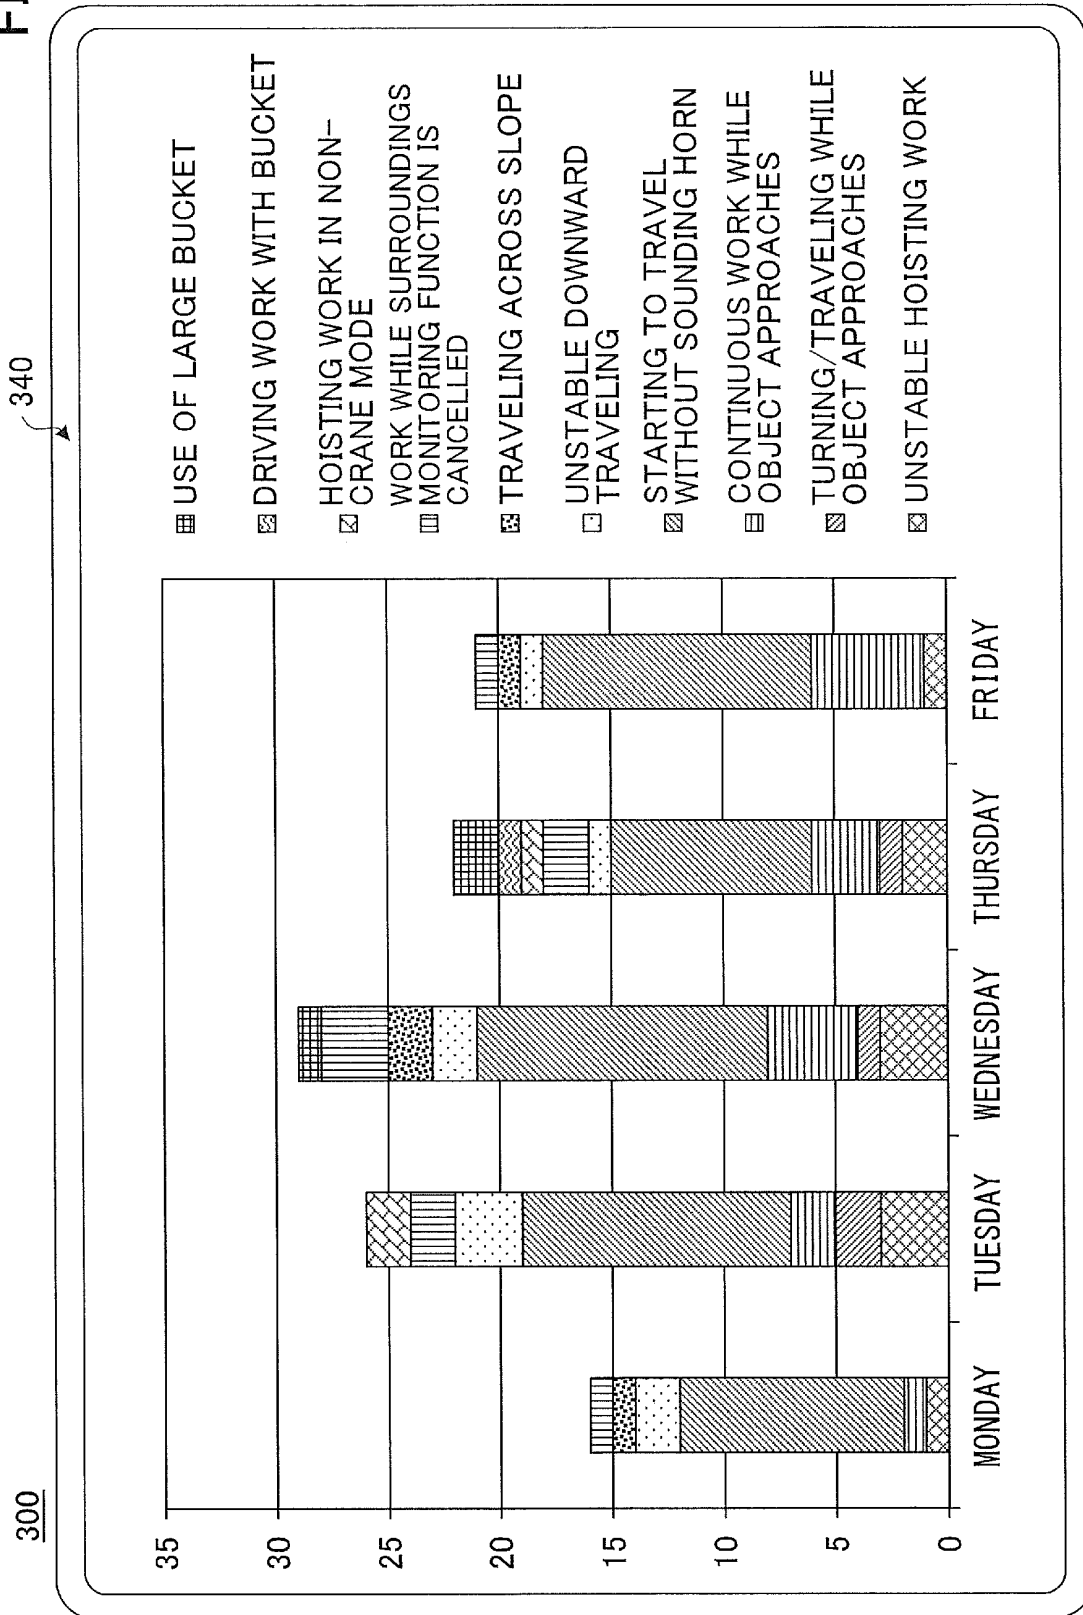 300
340
35
30
25
20
15
10
5
0
MONDAY
TUESDAY
WEDNESDAY
THURSDAY
FRIDAY
USE OF LARGE BUCKET
DRIVING WORK WITH BUCKET
HOISTING WORK IN NON-
CRANE MODE
WORK WHILE SURROUNDINGS
MONITORING FUNCTION IS
CANCELLED
TRAVELING ACROSS SLOPE
UNSTABLE DOWNWARD
TRAVELING
STARTING TO TRAVEL
WITHOUT SOUNDING HORN
CONTINUOUS WORK WHILE
OBJECT APPROACHES
TURNING/TRAVELING WHILE
OBJECT APPROACHES
UNSTABLE HOISTING WORK